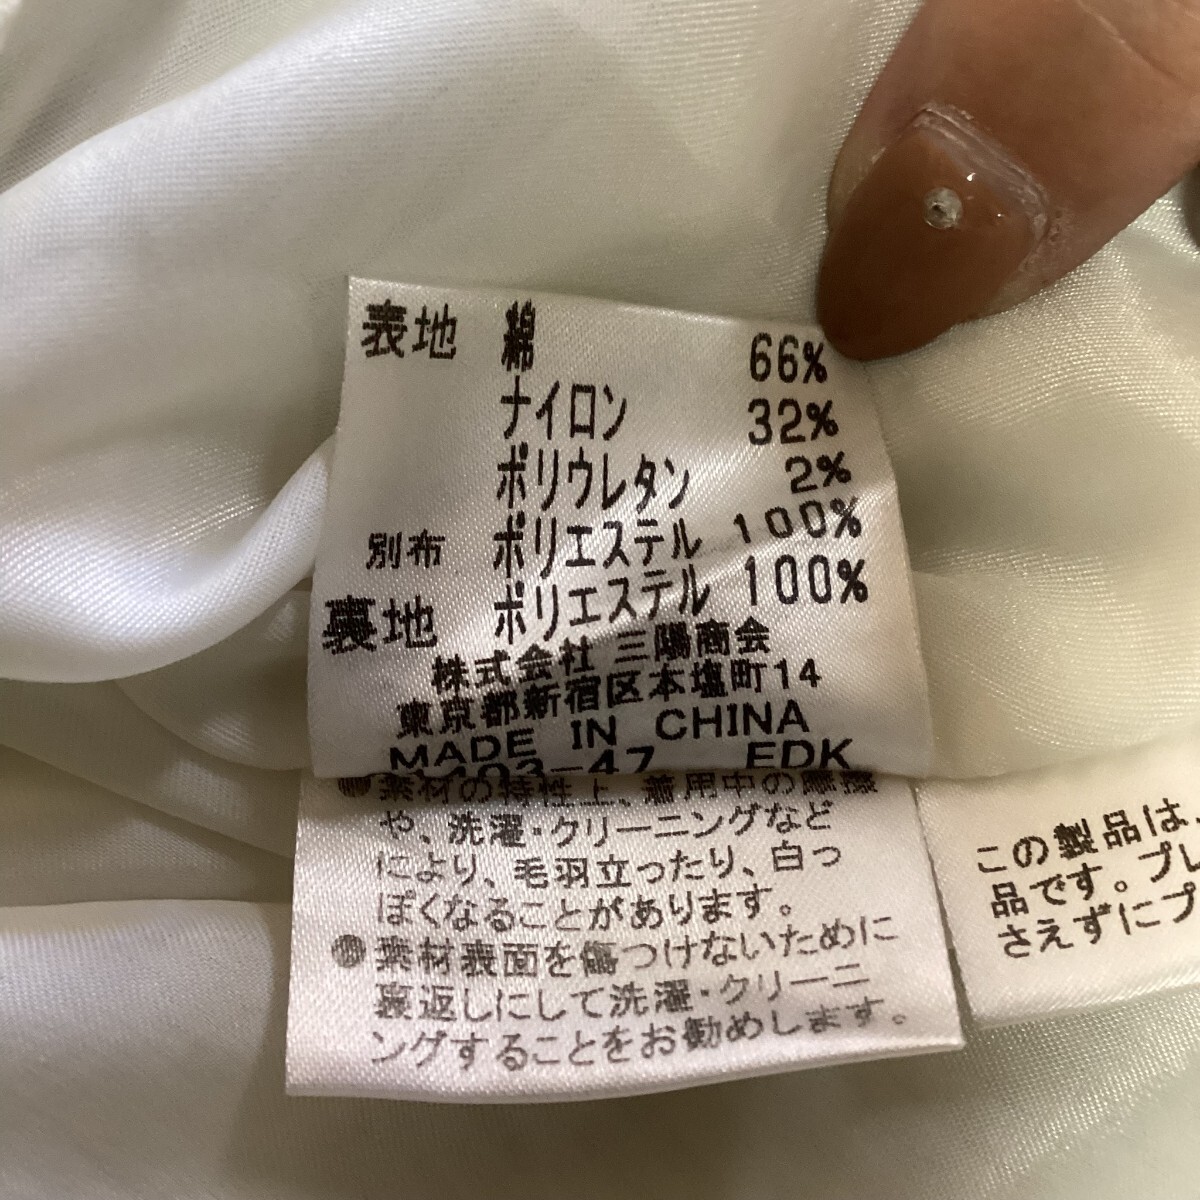 表地 綿 66%
ナイロン 32%
ポリウレタン 2%
別布 ポリエステル 100%
裏地 ポリエステル 100%
株式会社 三陽商会
東京都新宿区本塩町14
MADE IN CHINA
-47 EDK
●素材の特性上、着用中の摩擦
や、洗濯・クリーニングなど
により、毛羽立ったり、白っ
ぽくなることがあります。
●素材表面を傷つけないために
裏返しにして洗濯・クリーニ
ングすることをお勧めします。
この製品は、
品です。プレ
さえずにプ